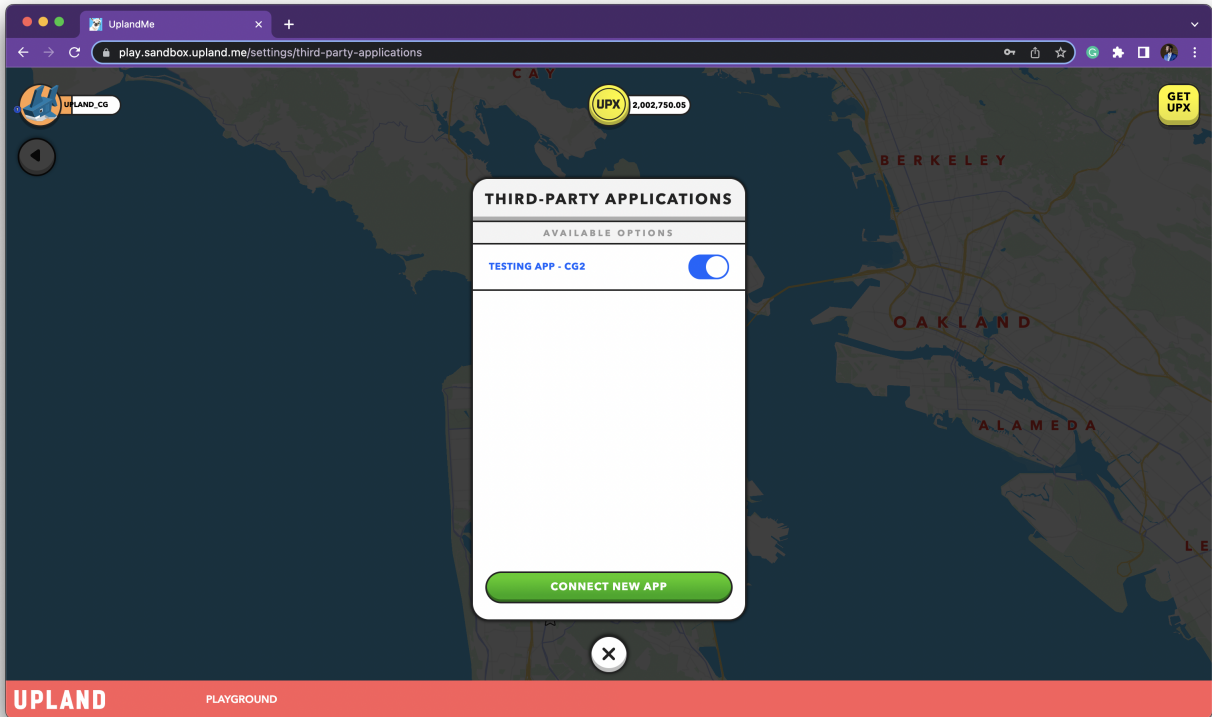 UplandMe
play.sandbox.upland.me/settings/third-party-applications
CAY
UPLAND_CG
UPX
2,002,750.05
GET
UPX
BERKELEY
THIRD-PARTY APPLICATIONS
AVAILABLE OPTIONS
TESTING APP - CG2
OAKLAND
ALAMEDA
LE
CONNECT NEW APP
UPLAND
PLAYGROUND